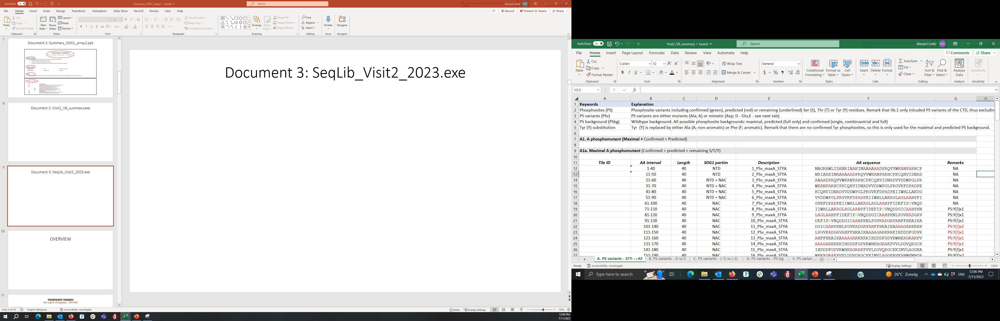 AutoSave On
Summary_SOG1_array2 • Saved
Search
Margot Galle MG
File Home Insert Draw Design Transitions Animations Slide Show Record Review View Help
Record Present in Teams Share
Paste Cut Copy Format Painter
Clipboard
New Slide Reuse Slides Layout Reset Section
Slides
Font
Text Direction Align Text Convert to SmartArt
Paragraph
Arrange Quick Styles Shape Fill Shape Outline Shape Effects
Drawing
Find Replace Select
Editing
Dictate
Voice
Designer
Designer
7
Document 1: Summary_SOG1_array2.ppt
PHOSPHOSITE VARIANTS
8
Document 2: Visit2_V8_summary.exe
9
Document 3: SeqLib_Visit2_2023.exe
10
OVERVIEW
11
PHOSPHOSITE VARIANTS
PS – tab A. PS variants – STY→AF
Document 3: SeqLib_Visit2_2023.exe
Slide 9 of 50 English (Belgium) Accessibility: Investigate
Notes Display Settings 152%
12:06 PM
7/11/2023
AutoSave On
Visit2_V8_summary • Saved
Search
Margot Galle MG
File Home Insert Page Layout Formulas Data Review View Automate Help
Comments Share
Paste Cut Copy Format Painter
Clipboard
Calibri 12
B I U
Font
Wrap Text
Merge & Center
Alignment
General
Number
Conditional Formatting Format as Table Cell Styles
Styles
Insert Delete Format
Cells
AutoSum Fill Clear
Sort & Filter Find & Select
Editing
Analyze Data
Analysis
Sensitivity
Sensitivity
H13 fx
A B C D E F G H
1 Keywords Explanation
2 Phosphosites (PS) Phosphosite variants including confirmed (green), predicted (red) or remaining (underlined) Ser (S), Thr (T) or Tyr (Y) residues. Remark that lib.1 only inlcuded PS variants of the CTD, thus excludin
3 PS variants (PSv) PS variants are either mutants (Ala; A) or mimetic (Asp; D - Glu;E - see next tab).
4 PS background (PSbg) Wildtype background. All possible phosphosite backgrounds: maximal, predicted (full only) and confirmed (single, combinaotrial and full)
5 Tyr (Y) substitution Tyr (Y) is replaced by either Ala (A; non-aromatic) or Phe (F; aromatic). Remark that there are no confirmed Tyr phosphosites, so this is only used for the maximal and predicted PS background.
6
7 A1. A phosphomutant (Maximal + Confirmed + Predicted)
8
9 A1a. Maximal A phosphomutant (Confirmed + predicted + remaining S/T/Y)
10
11 Tile ID AA interval Length SOG1 partim Description AA sequence Remarks
12 1-40 40 NTD 1_PSv_maxA_STYA MAGRAWLIDANRIAAKIMAAAAAADPRQVVWKANPARHCP NA
13 11-50 40 NTD 2_PSv_maxA_STYA NRIAAKIMAAAAAADPRQVVWKANPARHCPKCQHVIDNAD NA
14 21-60 40 NTD + NAC 3_PSv_maxA_STYA AAAADPRQVVWKANPARHCPKCQHVIDNADVVDDWPGLPR NA
15 31-70 40 NTD + NAC 4_PSv_maxA_STYA WKANPARHCPKCQHVIDNADVVDDWPGLPRGVKFDPADPE NA
16 41-80 40 NTD + NAC 5_PSv_maxA_STYA KCQHVIDNADVVDDWPGLPRGVKFDPADPEIIWHLLAKSG NA
17 51-90 40 NTD + NAC 6_PSv_maxA_STYA VVDDWPGLPRGVKFDPADPEIIWHLLAKAGLAGLAAHPFI NA
18 61-100 40 NAC 7_PSv_maxA_STYA GVKFDPADPEIIWHLLAKAGLAGLAAHPFIDEFIPAVNQD NA
19 71-110 40 NAC 8_PSv_maxA_STYA IIWHLLAKAGLAGLAAHPFIDEFIPAVNQDDGICAAHPKN PS:Y(!)x1
20 81-120 40 NAC 9_PSv_maxA_STYA LAGLAAHPFIDEFIPAVNQDDGICAAHPKNLPGVKADGAV PS:Y(!)x1
21 91-130 40 NAC 10_PSv_maxA_STYA DEFIPAVNQDDGICAAHPKNLPGVKADGAVAHFFHKAIKA PS:Y(!)x1
22 101-140 40 NAC 11_PSv_maxA_STYA DGICAAHPKNLPGVKADGAVAHFFHKAIKAAAAGARKRRK PS:Y(!)x2
23 111-150 40 NAC 12_PSv_maxA_STYA LPGVKADGAVAHFFHKAIKAAAAGARKRRKIHDDDFGDVR PS:Y(!)x1
24 121-160 40 NAC 13_PSv_maxA_STYA AHFFHKAIKAAAAGARKRRKIHDDDFGDVRWHKAGRAKPV PS:Y(!)x1
25 131-170 40 NAC 14_PSv_maxA_STYA AAAGARKRRKIHDDDFGDVRWHKAGRAKPVVLDGVQRGCK PS:Y(!)x1
26 141-180 40 NAC 15_PSv_maxA_STYA IHDDDFGDVRWHKAGRAKPVVLDGVQRGCKKIMVLAGGKA PS:Y(!)x1
27 151-190 40 NAC 16_PSv_maxA_STYA WHKAGRAKPVVLDGVQRGCKKIMVLAGGKAVKANWVMHQA PS:Y(!)x2
A. PS variants - STY-->AF B. PS variants - D vs E C. PS variants - (-1) vs (-2) D. PS variants - PS bg E. PS varian ...
Ready Accessibility: Investigate Display Settings 100%
Type here to search
26°C Zonnig ENG 12:06 PM
7/11/2023